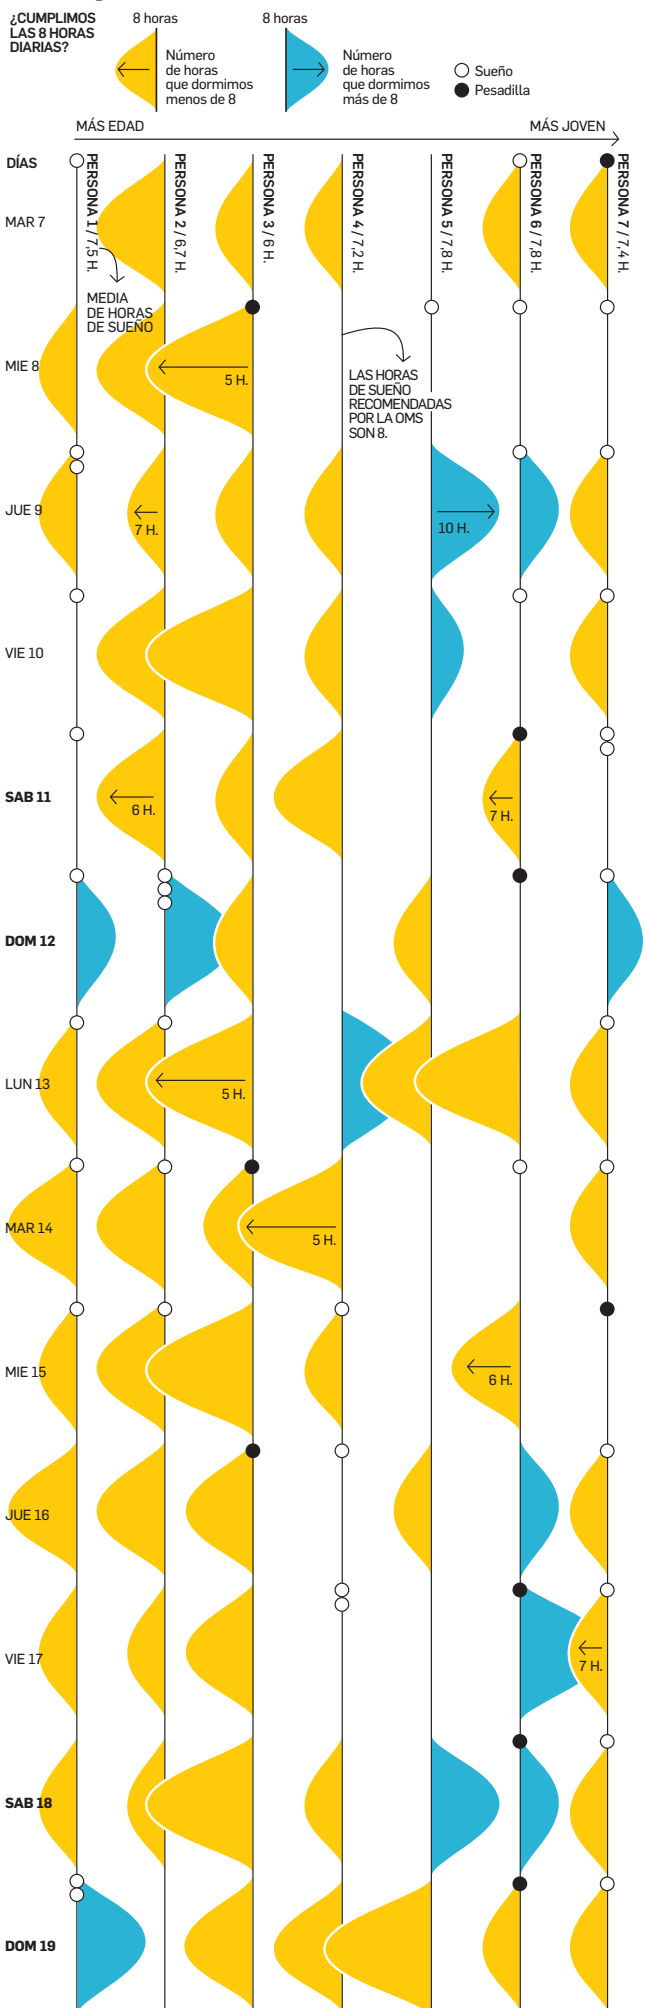 ¿CUMPLIMOS
LAS 8 HORAS
DIARIAS?
8 horas
Número
de horas
que dormimos
menos de 8
8 horas
Número
de horas
que dormimos
más de 8
Sueño
Pesadilla
MÁS EDAD
MÁS JOVEN
DÍAS
PERSONA 1 / 7,5 H.
PERSONA 2 / 6,7 H.
PERSONA 3 / 6 H.
PERSONA 4 / 7,2 H.
PERSONA 5 / 7,8 H.
PERSONA 6 / 7,8 H.
PERSONA 7 / 7,4 H.
MAR 7
MEDIA
DE HORAS
DE SUEÑO
MIE 8
5 H.
LAS HORAS
DE SUEÑO
RECOMENDADAS
POR LA OMS
SON 8.
JUE 9
7 H.
10 H.
VIE 10
SAB 11
6 H.
7 H.
DOM 12
LUN 13
5 H.
MAR 14
5 H.
MIE 15
6 H.
JUE 16
VIE 17
7 H.
SAB 18
DOM 19